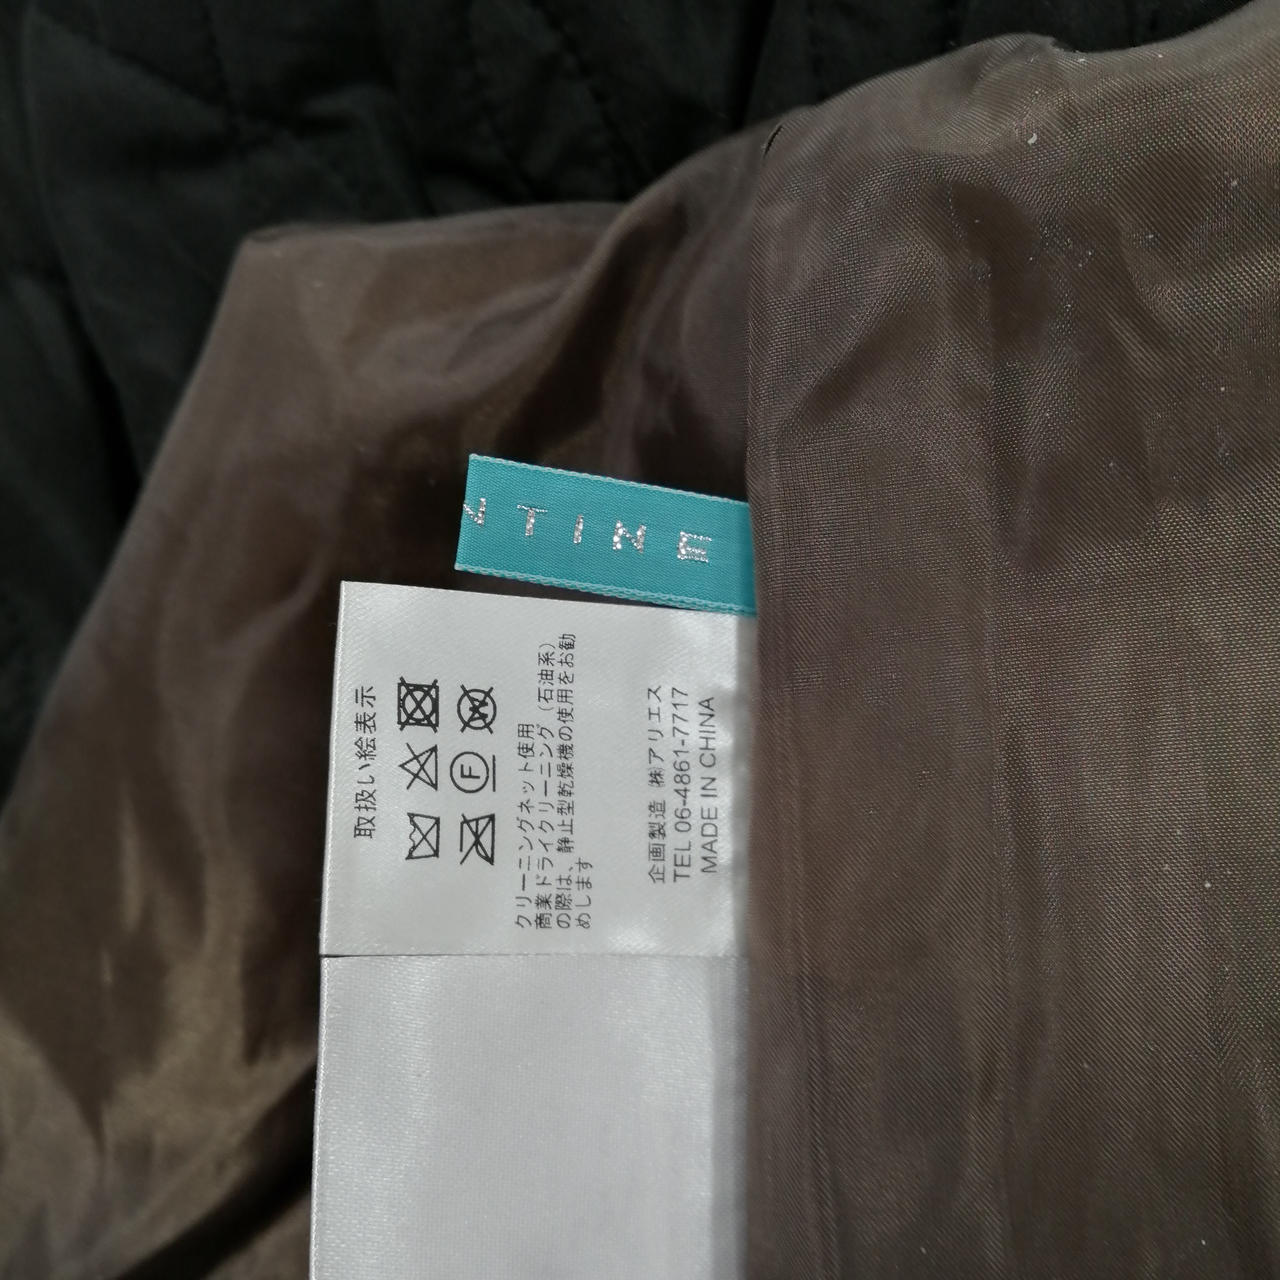 NTINE
取扱い絵表示
F
W
クリーニングネット使用
商業ドライクリーニング（石油系）
の際は、静止型乾燥機の使用をお勧
めします
企画製造 ㈱アリエス
TEL 06-4861-7717
MADE IN CHINA